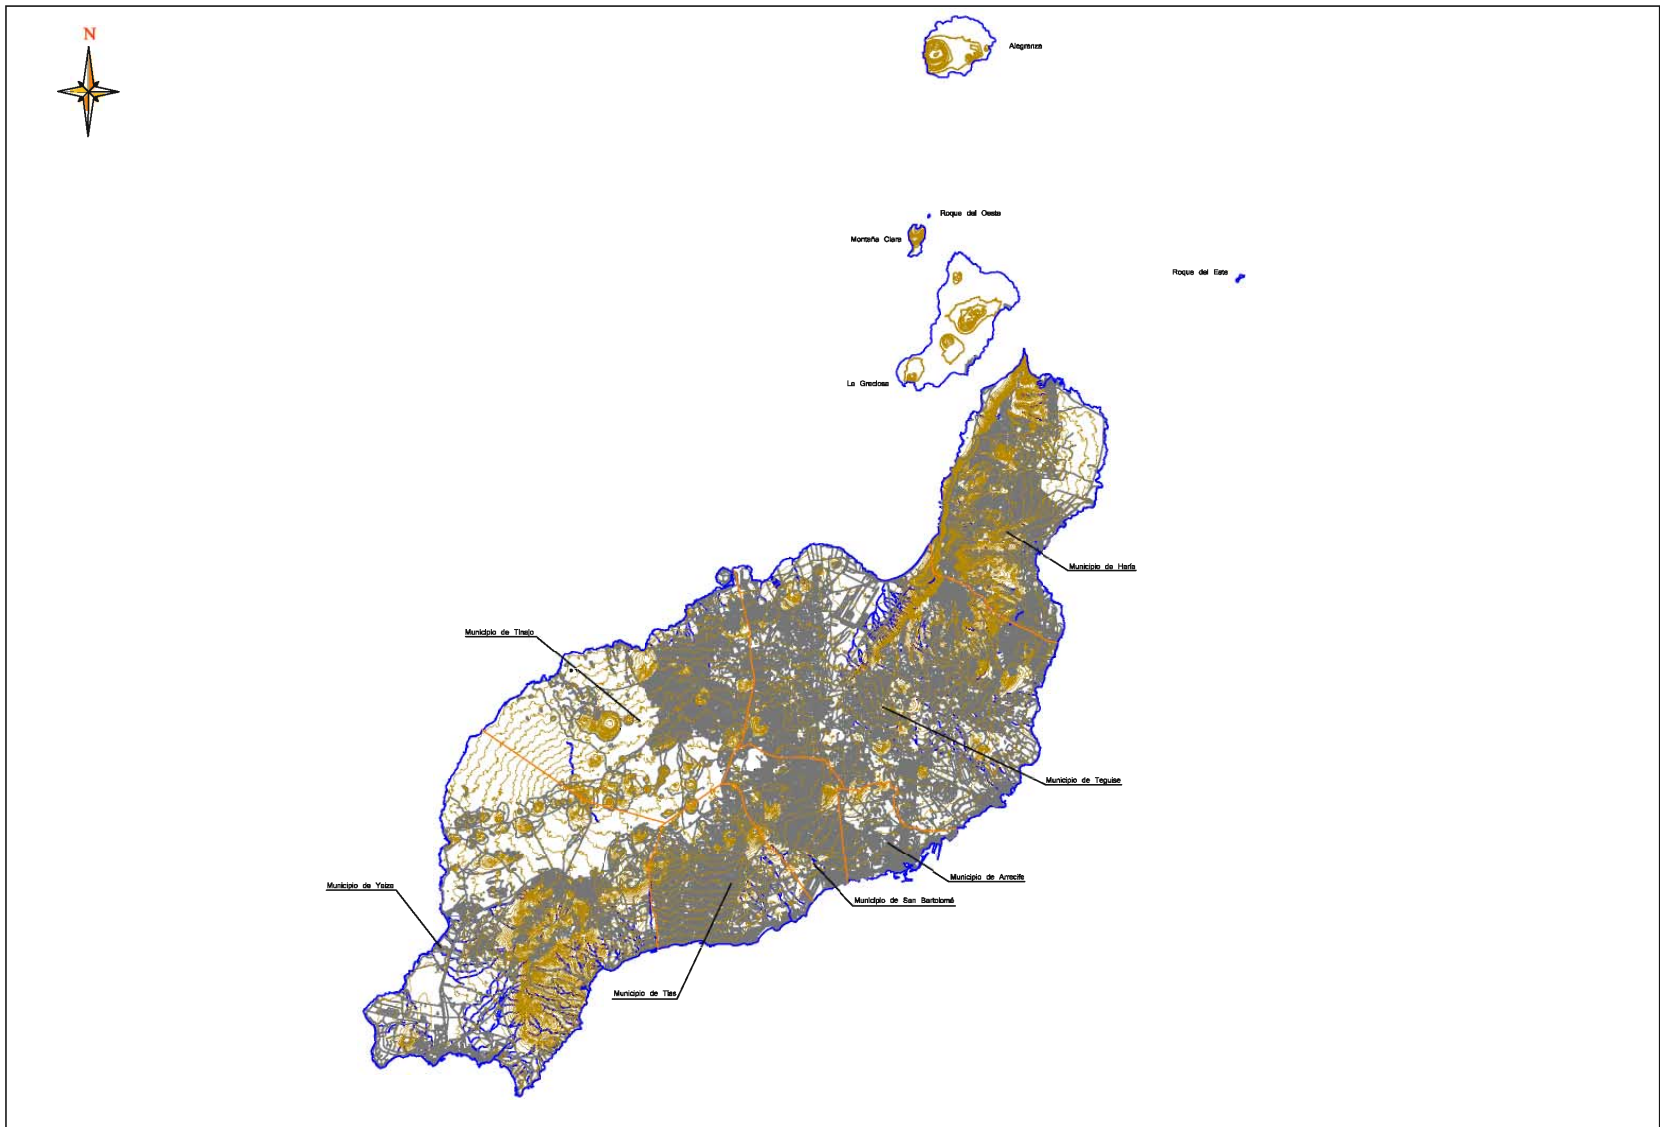 N
Alegranza
Roque del Oeste
Montaña Clara
Roque del Este
La Graciosa
Municipio de Haría
Municipio de Tinajo
Municipio de Teguise
Municipio de Arrecife
Municipio de Yaiza
Municipio de San Bartolomé
Municipio de Tías